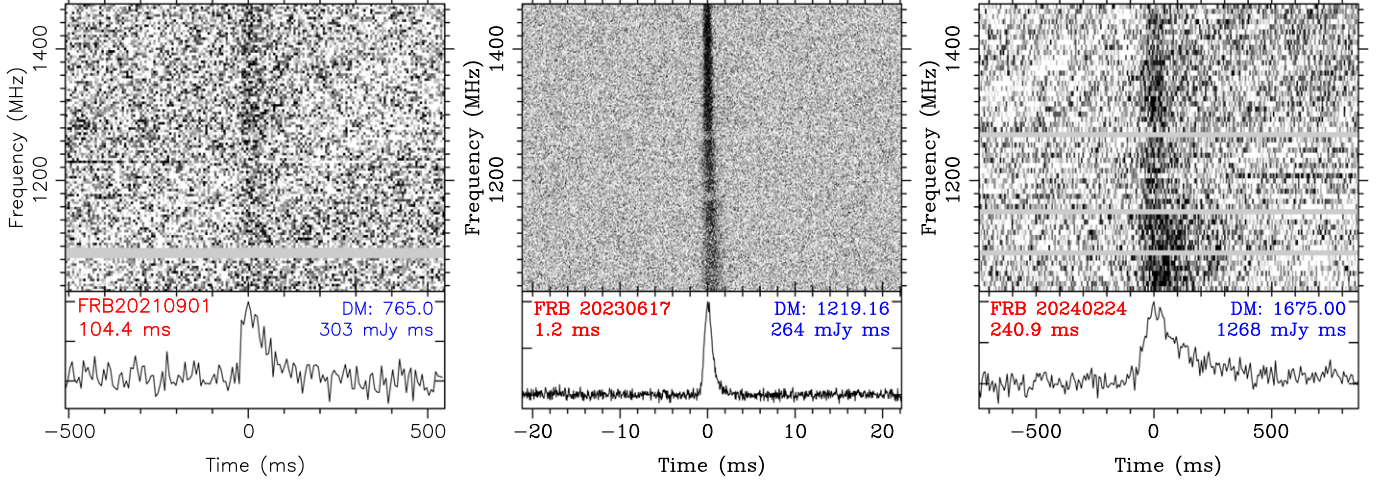 Frequency (MHz)
1400
1200
FRB20210901
104.4 ms
DM: 765.0
303 mJy ms
−500
0
500
Time (ms)
Frequency (MHz)
1400
1200
FRB 20230617
1.2 ms
DM: 1219.16
264 mJy ms
−20
−10
0
10
20
Time (ms)
Frequency (MHz)
1400
1200
FRB 20240224
240.9 ms
DM: 1675.00
1268 mJy ms
−500
0
500
Time (ms)